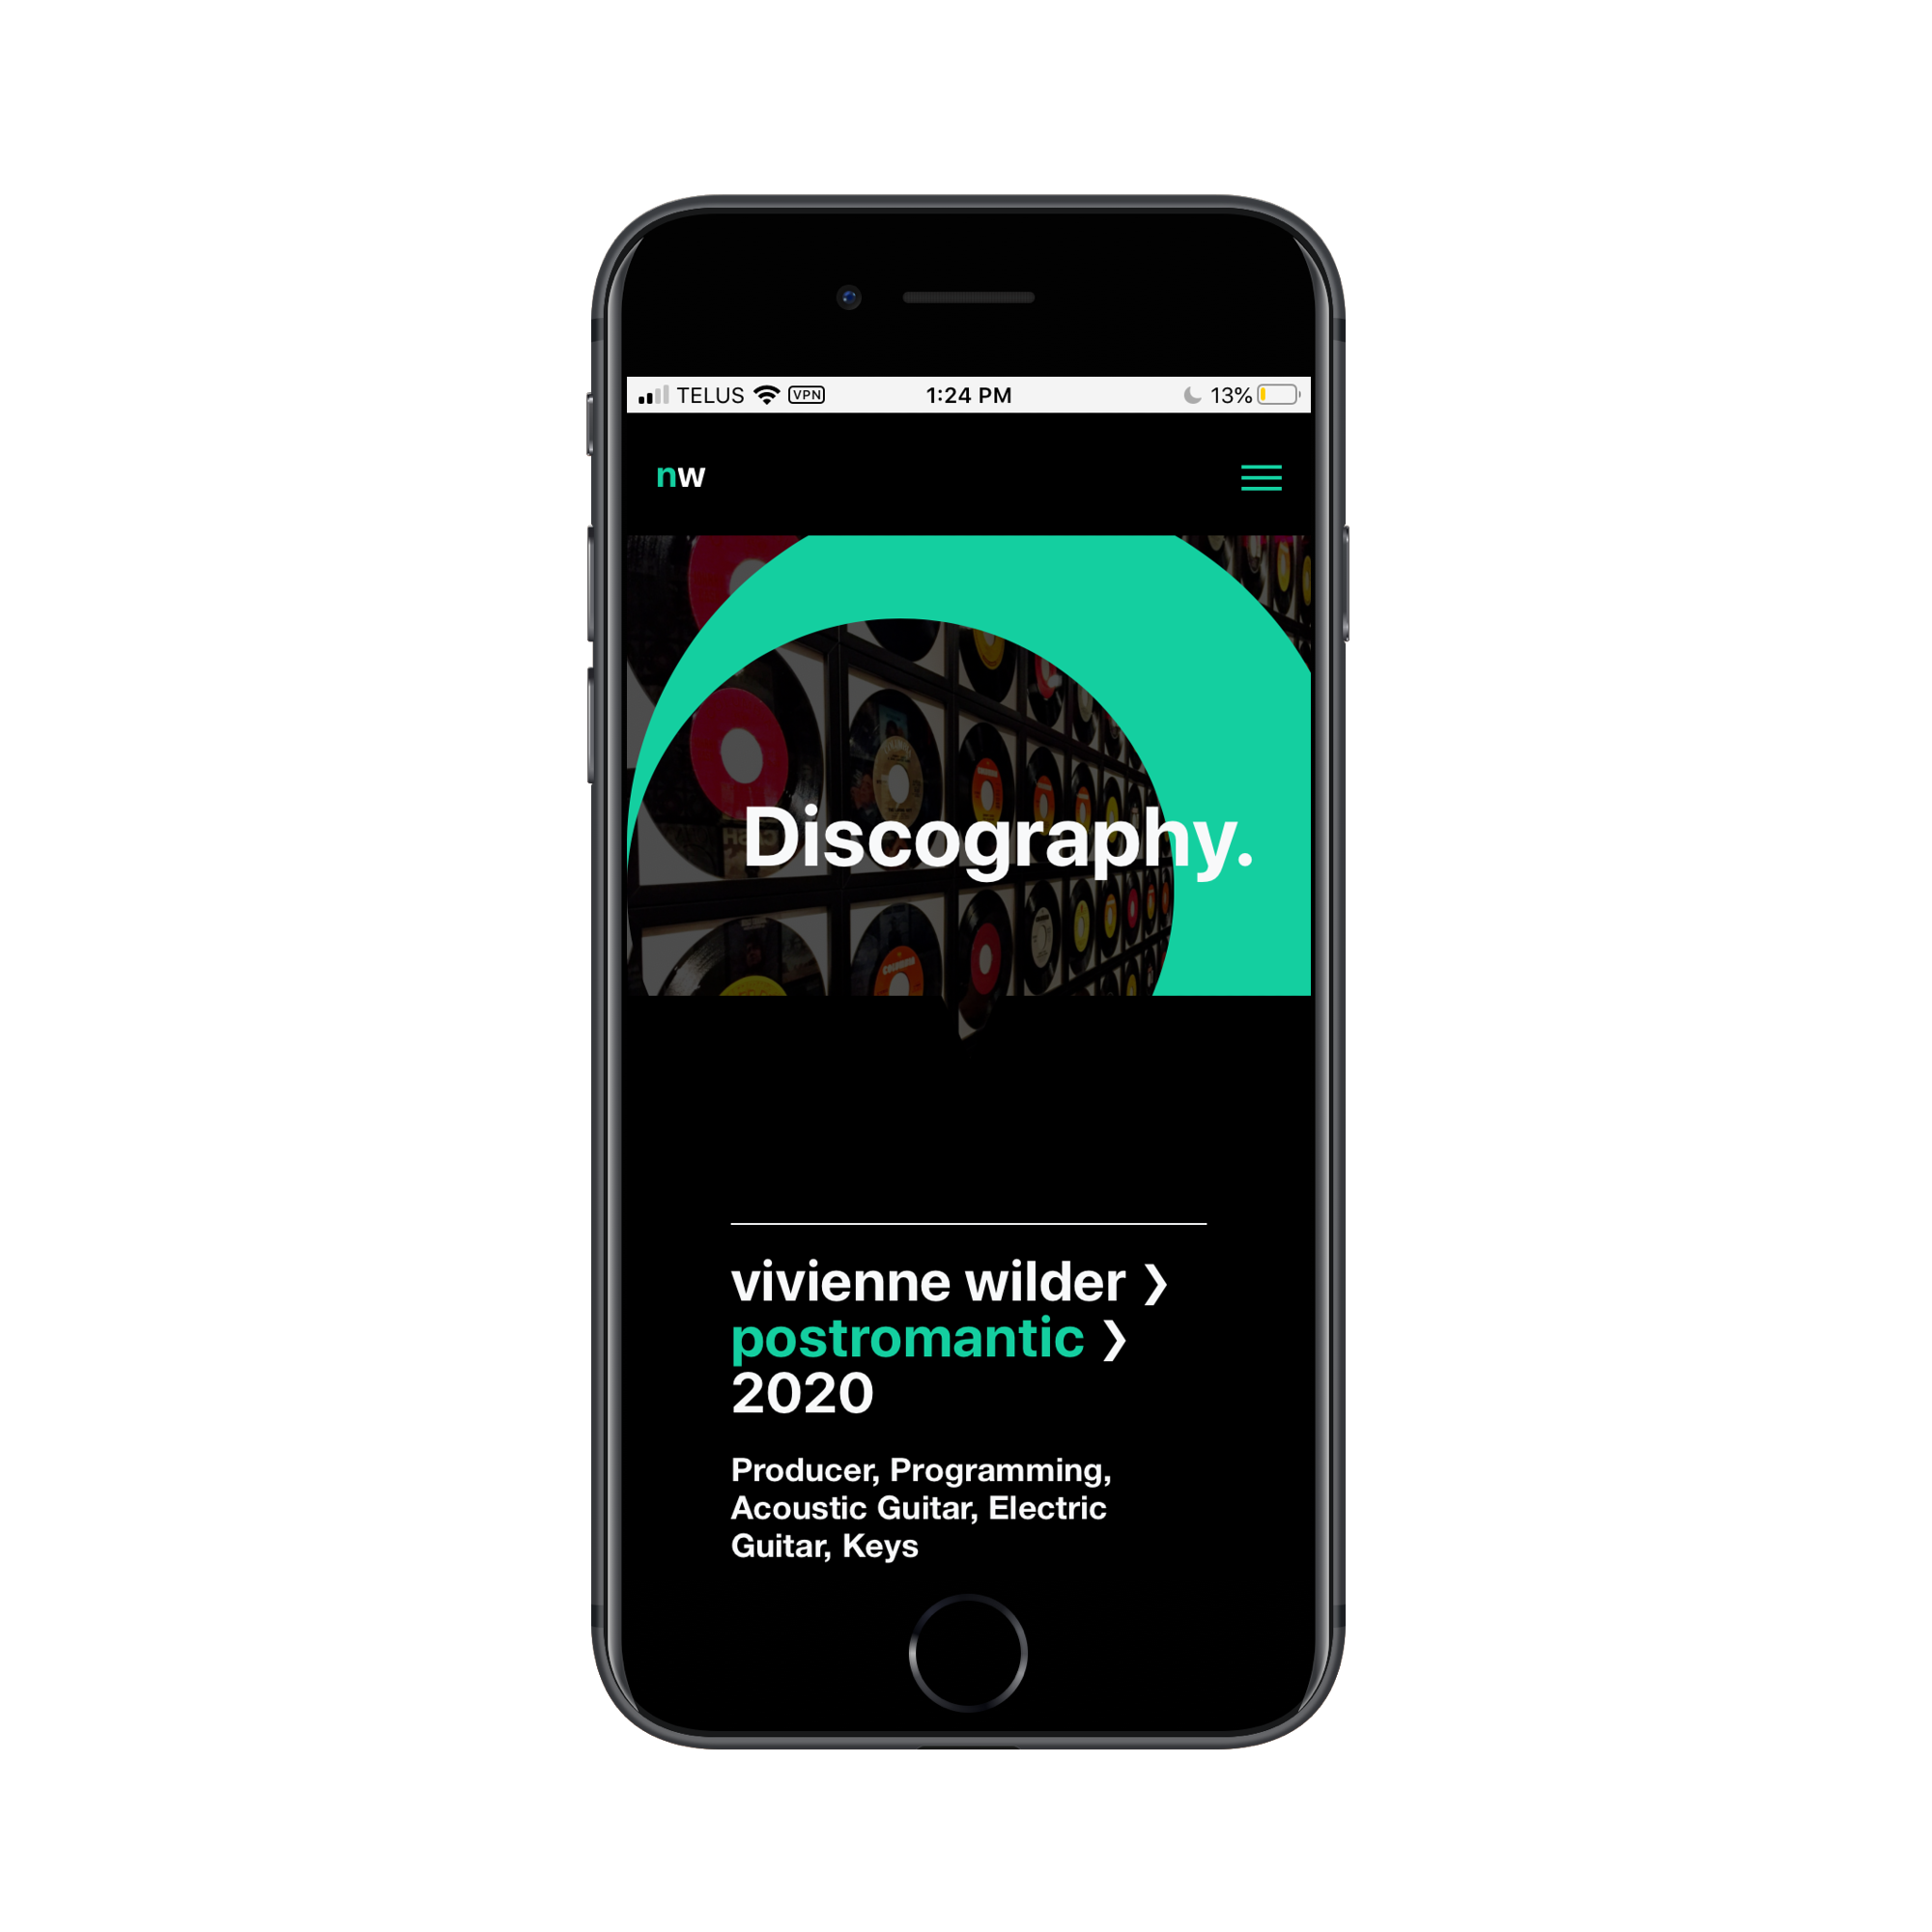 TELUS VPN 1:24 PM 13%
nw
Discography.
vivienne wilder ❯
postromantic ❯
2020
Producer, Programming,
Acoustic Guitar, Electric
Guitar, Keys